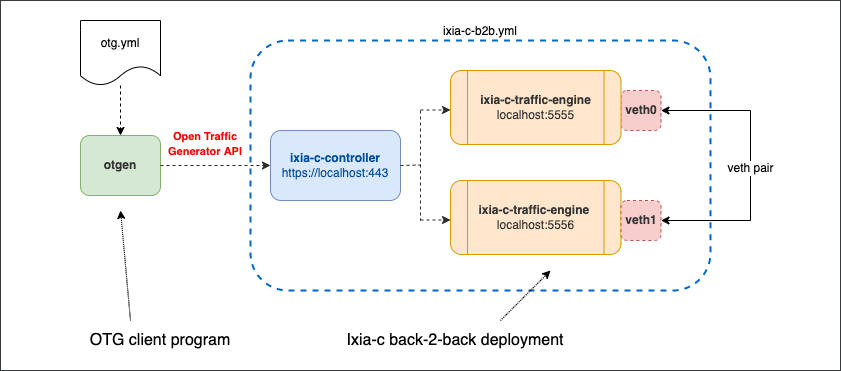 ixia-c-b2b.yml
otg.yml
ixia-c-traffic-engine
localhost:5555
veth0
Open Traffic
Generator API
otgen
ixia-c-controller
https://localhost:443
veth pair
ixia-c-traffic-engine
localhost:5556
veth1
OTG client program
Ixia-c back-2-back deployment